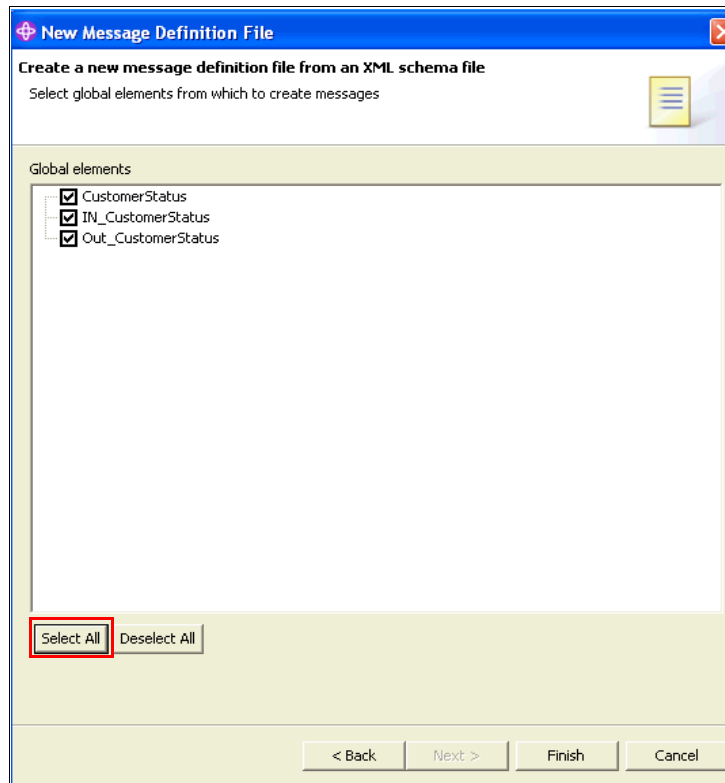 New Message Definition File
Create a new message definition file from an XML schema file
Select global elements from which to create messages
Global elements
CustomerStatus
IN_CustomerStatus
Out_CustomerStatus
Select All Deselect All
< Back Next > Finish Cancel